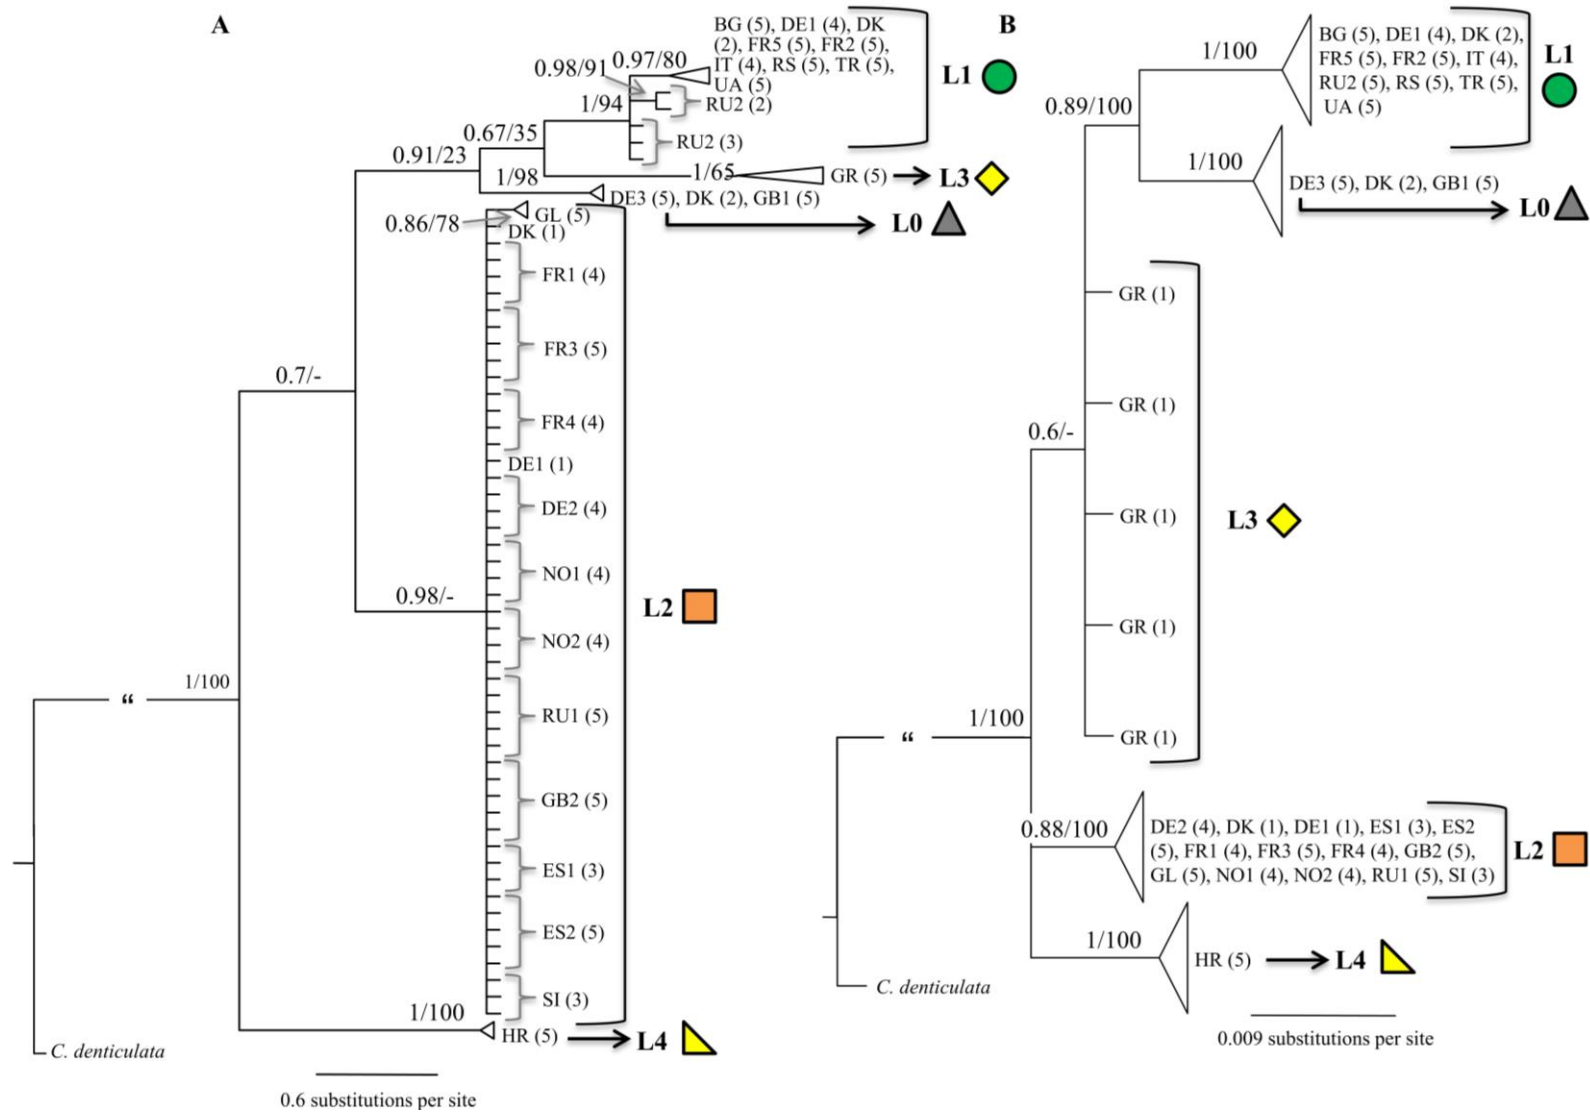 A
BG (5), DE1 (4), DK
(2), FR5 (5), FR2 (5),
IT (4), RS (5), TR (5),
UA (5)
0.97/80
0.98/91
RU2 (2)
1/94
RU2 (3)
L1
0.67/35
0.91/23
1/65
GR (5)
L3
1/98
DE3 (5), DK (2), GB1 (5)
L0
0.86/78
GL (5)
DK (1)
FR1 (4)
FR3 (5)
0.7/-
FR4 (4)
DE1 (1)
DE2 (4)
NO1 (4)
0.98/-
L2
NO2 (4)
1/100
“
RU1 (5)
GB2 (5)
ES1 (3)
ES2 (5)
SI (3)
1/100
HR (5)
L4
C. denticulata
0.6 substitutions per site
B
BG (5), DE1 (4), DK (2),
FR5 (5), FR2 (5), IT (4),
RU2 (5), RS (5), TR (5),
UA (5)
1/100
L1
0.89/100
1/100
DE3 (5), DK (2), GB1 (5)
L0
GR (1)
GR (1)
0.6/-
GR (1)
L3
GR (1)
1/100
“
GR (1)
0.88/100
DE2 (4), DK (1), DE1 (1), ES1 (3), ES2
(5), FR1 (4), FR3 (5), FR4 (4), GB2 (5),
GL (5), NO1 (4), NO2 (4), RU1 (5), SI (3)
L2
1/100
HR (5)
L4
C. denticulata
0.009 substitutions per site